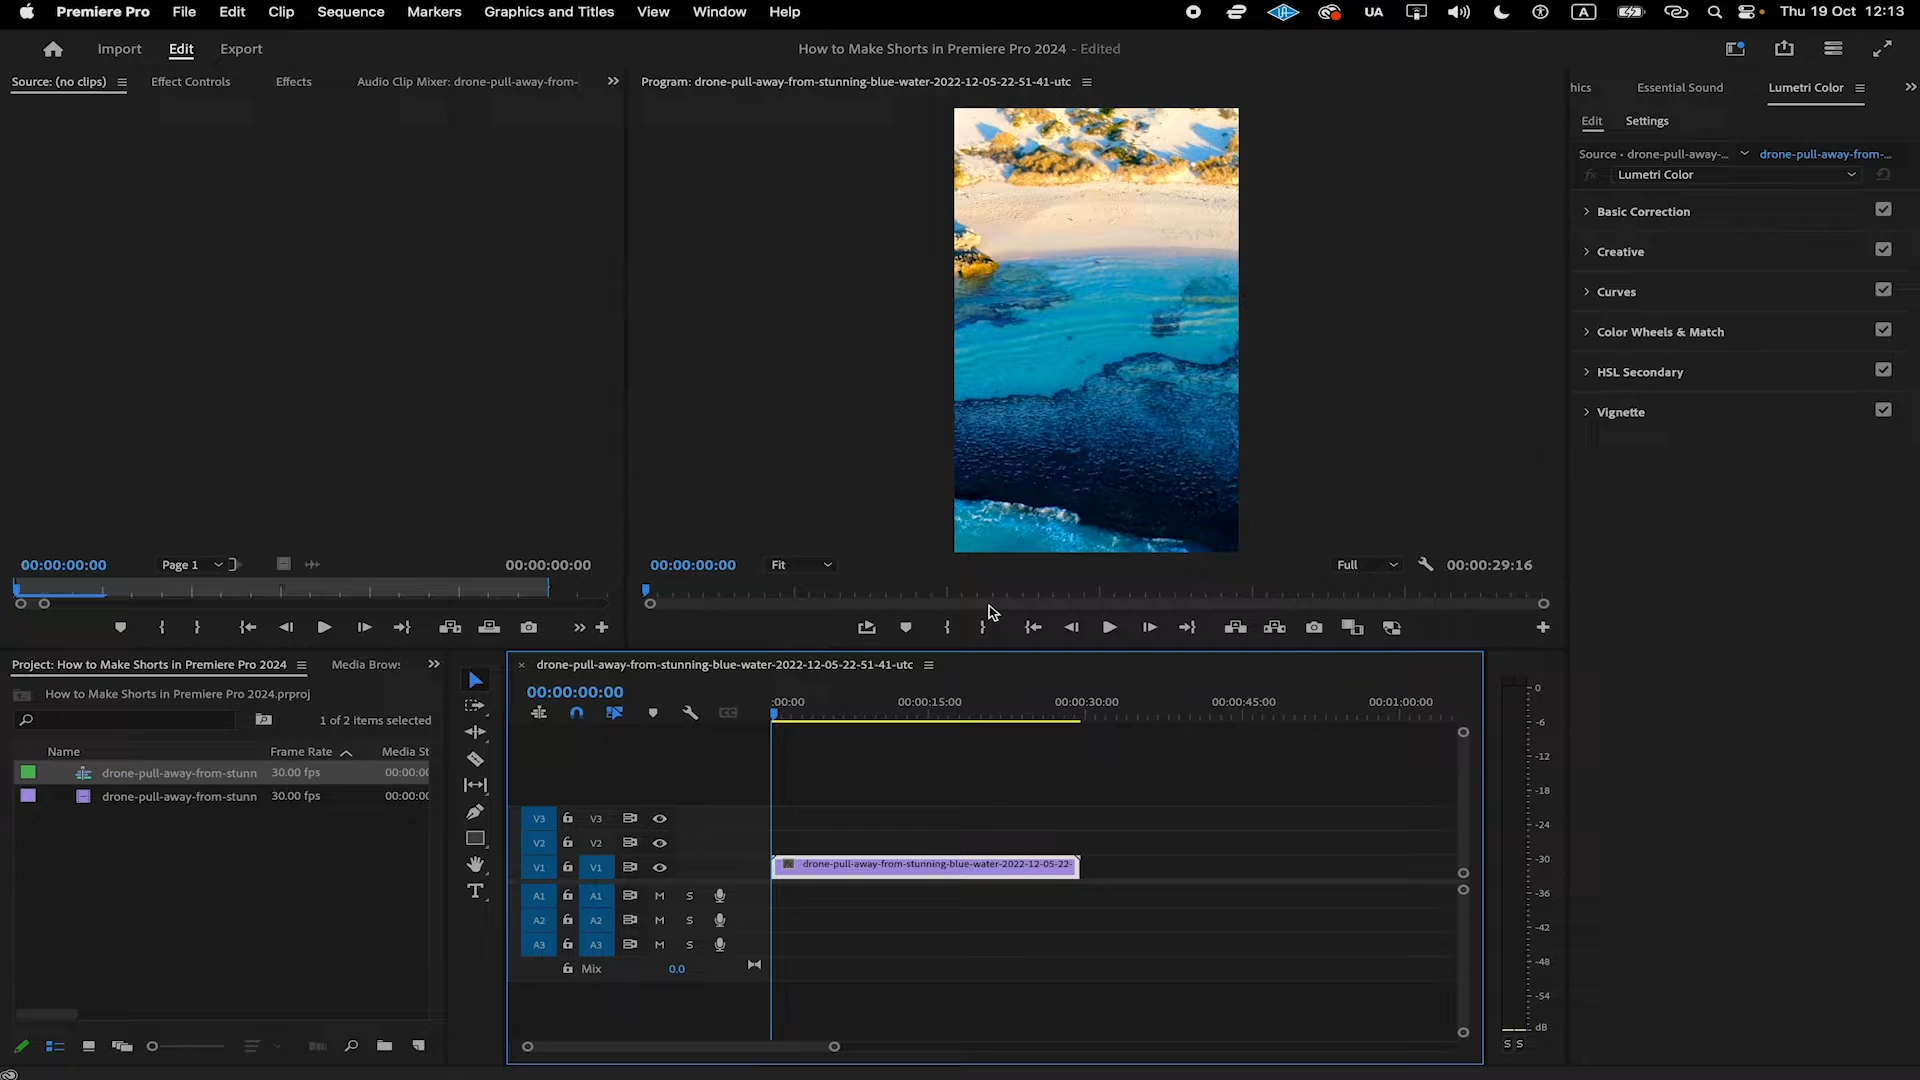 Premiere Pro File Edit Clip Sequence Markers Graphics and Titles View Window Help UA A Thu 19 Oct 12:13
Import Edit Export How to Make Shorts in Premiere Pro 2024 - Edited
Source: (no clips) Effect Controls Effects Audio Clip Mixer: drone-pull-away-from-
Program: drone-pull-away-from-stunning-blue-water-2022-12-05-22-51-41-utc
hics Essential Sound Lumetri Color
Edit Settings
Source • drone-pull-away-... drone-pull-away-from-...
fx Lumetri Color
Basic Correction
Creative
Curves
Color Wheels & Match
HSL Secondary
Vignette
00:00:00:00 Page 1 00:00:00:00
00:00:00:00 Fit Full 00:00:29:16
Project: How to Make Shorts in Premiere Pro 2024 Media Brows
How to Make Shorts in Premiere Pro 2024.prproj
1 of 2 items selected
Name Frame Rate Media St
drone-pull-away-from-stunn 30.00 fps 00:00:00
drone-pull-away-from-stunn 30.00 fps 00:00:00
× drone-pull-away-from-stunning-blue-water-2022-12-05-22-51-41-utc
00:00:00:00
:00:00 00:00:15:00 00:00:30:00 00:00:45:00 00:01:00:00
V3 V3
V2 V2
V1 V1 fx drone-pull-away-from-stunning-blue-water-2022-12-05-22-
A1 A1 M S
A2 A2 M S
A3 A3 M S
Mix 0.0
0
-6
-12
-18
-24
-30
-36
-42
-48
-54
dB
S S